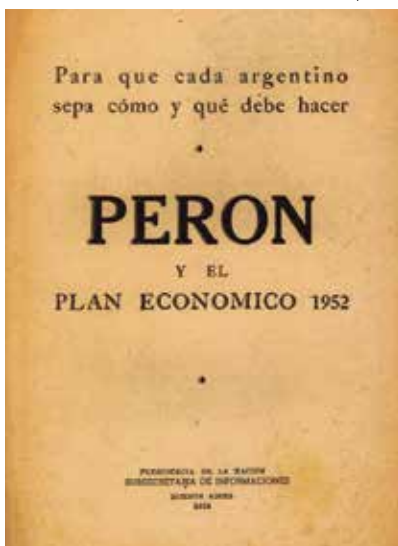 Para que cada argentino
sepa cómo y qué debe hacer
PERON
Y EL
PLAN ECONOMICO 1952
PRESIDENCIA DE LA NACION
SUBSECRETARIA DE INFORMACIONES
BUENOS AIRES